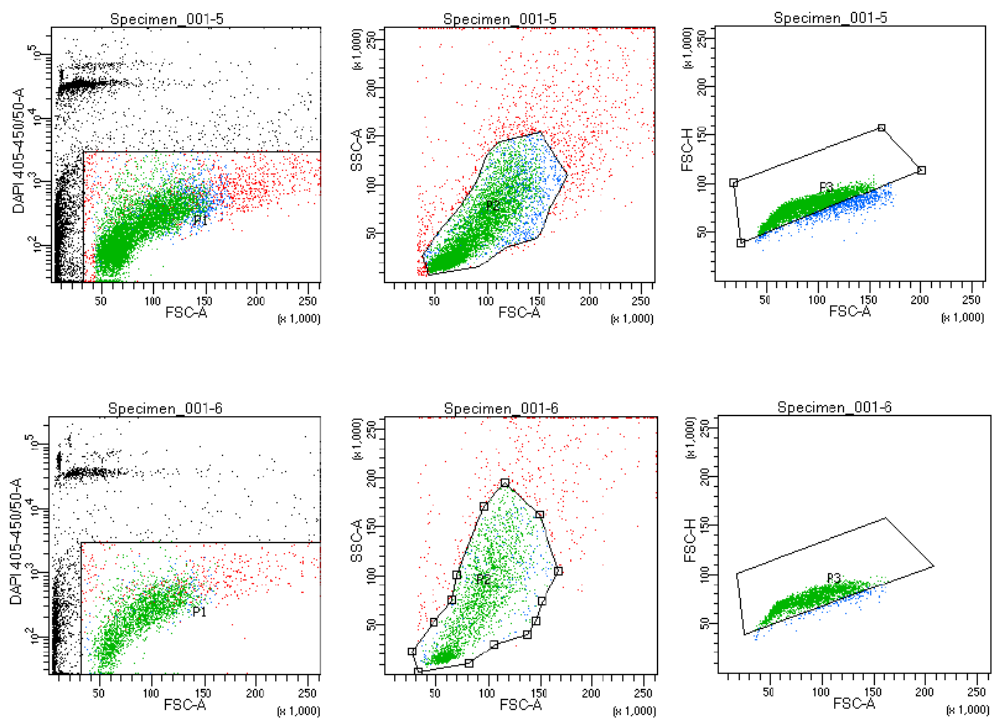 Specimen_001-5
DAPI 405-450/50-A
10^5
10^4
10^3
10^2
P1
50 100 150 200 250
FSC-A
(x 1,000)
Specimen_001-5
SSC-A
(x 1,000)
250
200
150
100
50
P2
50 100 150 200 250
FSC-A
(x 1,000)
Specimen_001-5
FSC-H
(x 1,000)
250
200
150
100
50
P3
50 100 150 200 250
FSC-A
(x 1,000)
Specimen_001-6
DAPI 405-450/50-A
10^5
10^4
10^3
10^2
P1
50 100 150 200 250
FSC-A
(x 1,000)
Specimen_001-6
SSC-A
(x 1,000)
250
200
150
100
50
50 100 150 200 250
FSC-A
(x 1,000)
Specimen_001-6
FSC-H
(x 1,000)
250
200
150
100
50
P3
50 100 150 200 250
FSC-A
(x 1,000)